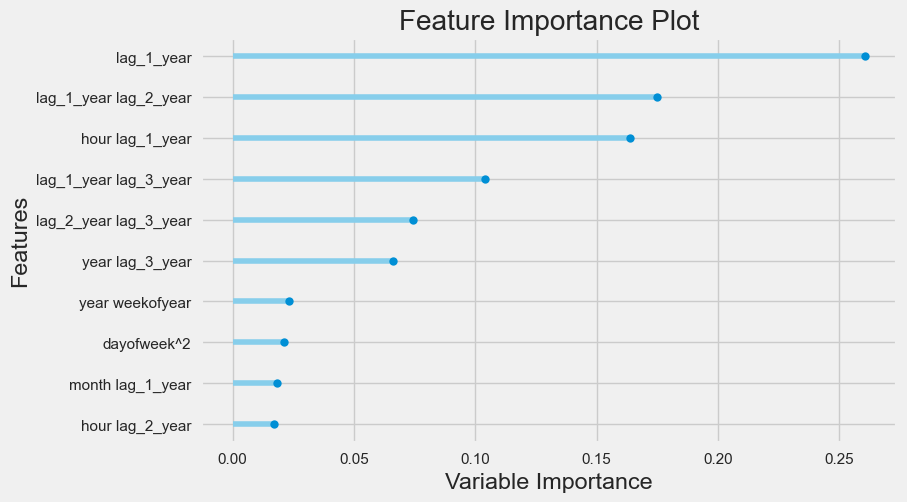 Feature Importance Plot
Features
lag_1_year
lag_1_year lag_2_year
hour lag_1_year
lag_1_year lag_3_year
lag_2_year lag_3_year
year lag_3_year
year weekofyear
dayofweek^2
month lag_1_year
hour lag_2_year
0.00 0.05 0.10 0.15 0.20 0.25
Variable Importance